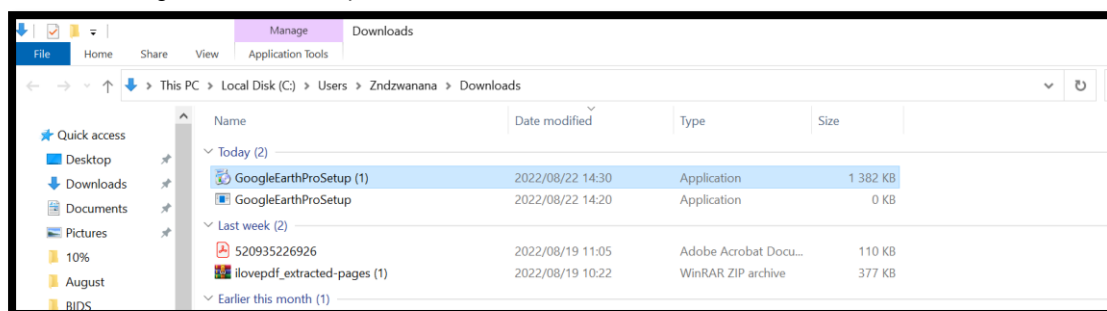 Manage Downloads
File Home Share View Application Tools
This PC > Local Disk (C:) > Users > Zndzwanana > Downloads
Name Date modified Type Size
Quick access
Today (2)
Desktop
GoogleEarthProSetup (1) 2022/08/22 14:30 Application 1 382 KB
Downloads
GoogleEarthProSetup 2022/08/22 14:20 Application 0 KB
Documents
Last week (2)
Pictures
520935226926 2022/08/19 11:05 Adobe Acrobat Docu... 110 KB
10%
ilovepdf_extracted-pages (1) 2022/08/19 10:22 WinRAR ZIP archive 377 KB
August
Earlier this month (1)
BIDS